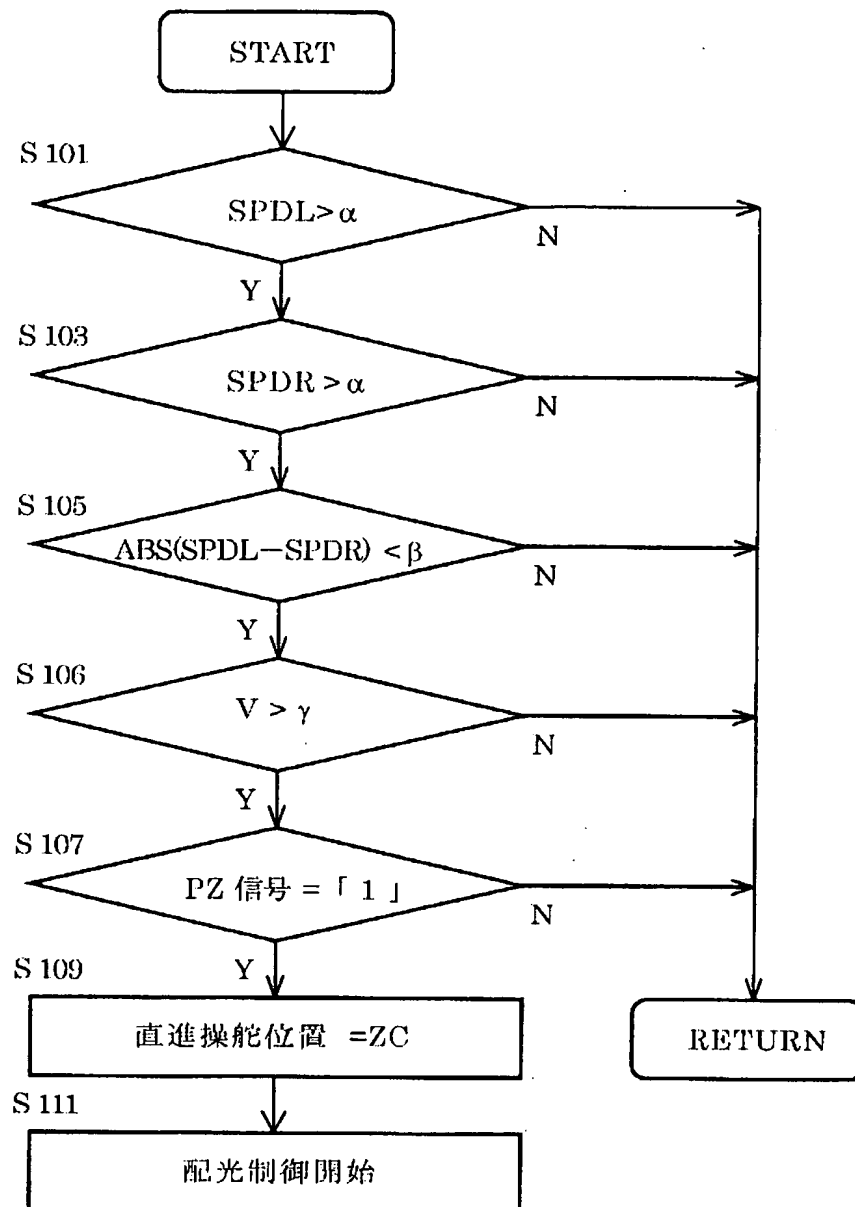 START
S 101
SPDL>α
N
Y
S 103
SPDR>α
N
Y
S 105
ABS(SPDL−SPDR) <β
N
Y
S 106
V > γ
N
Y
S 107
PZ 信号 = 「 1 」
N
Y
S 109
直進操舵位置 =ZC
RETURN
S 111
配光制御開始